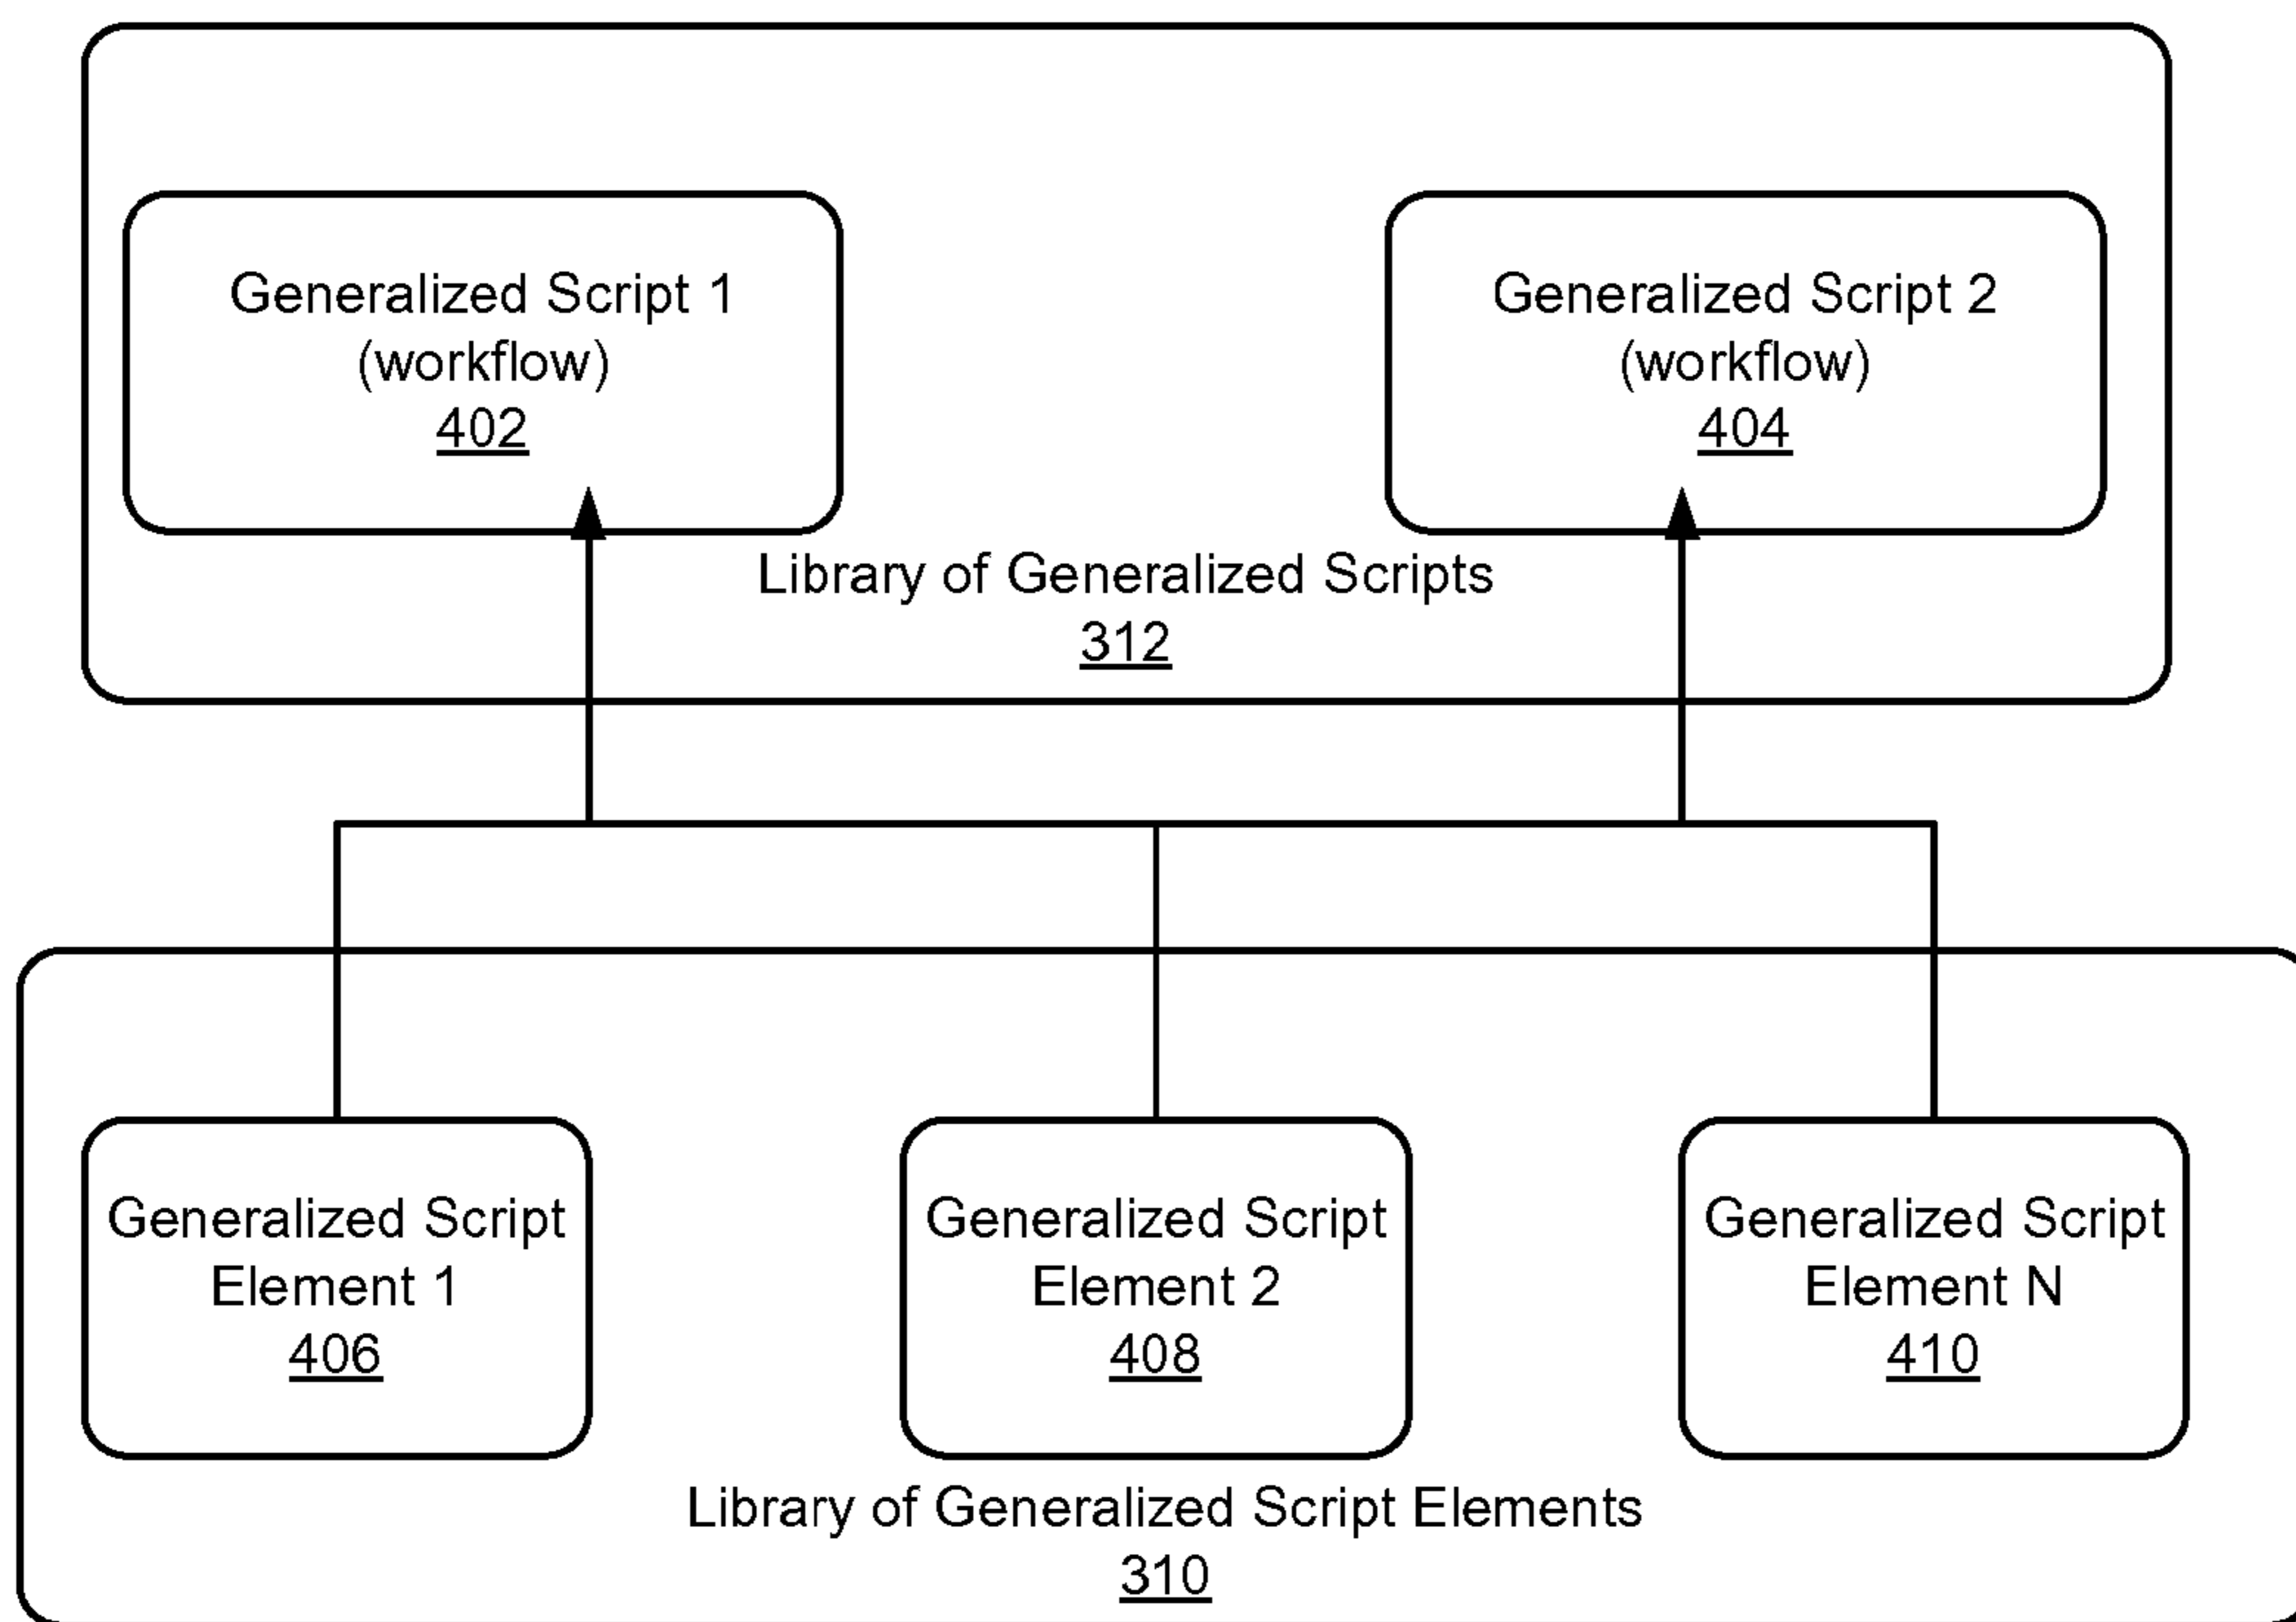 Generalized Script 1
(workflow)
402
Generalized Script 2
(workflow)
404
Library of Generalized Scripts
312
Generalized Script
Element 1
406
Generalized Script
Element 2
408
Generalized Script
Element N
410
Library of Generalized Script Elements
310